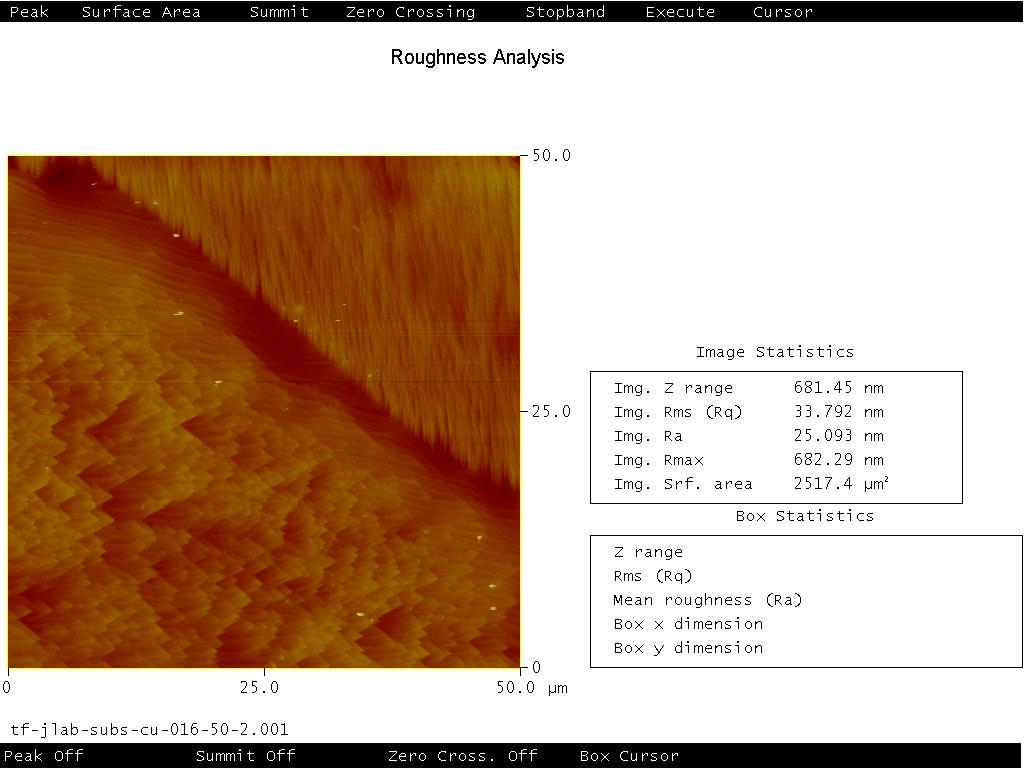 Peak Surface Area Summit Zero Crossing Stopband Execute Cursor
Roughness Analysis
50.0
25.0
0
0 25.0 50.0 µm
Image Statistics
Img. Z range 681.45 nm
Img. Rms (Rq) 33.792 nm
Img. Ra 25.093 nm
Img. Rmax 682.29 nm
Img. Srf. area 2517.4 µm²
Box Statistics
Z range
Rms (Rq)
Mean roughness (Ra)
Box x dimension
Box y dimension
tf-jlab-subs-cu-016-50-2.001
Peak Off Summit Off Zero Cross. Off Box Cursor